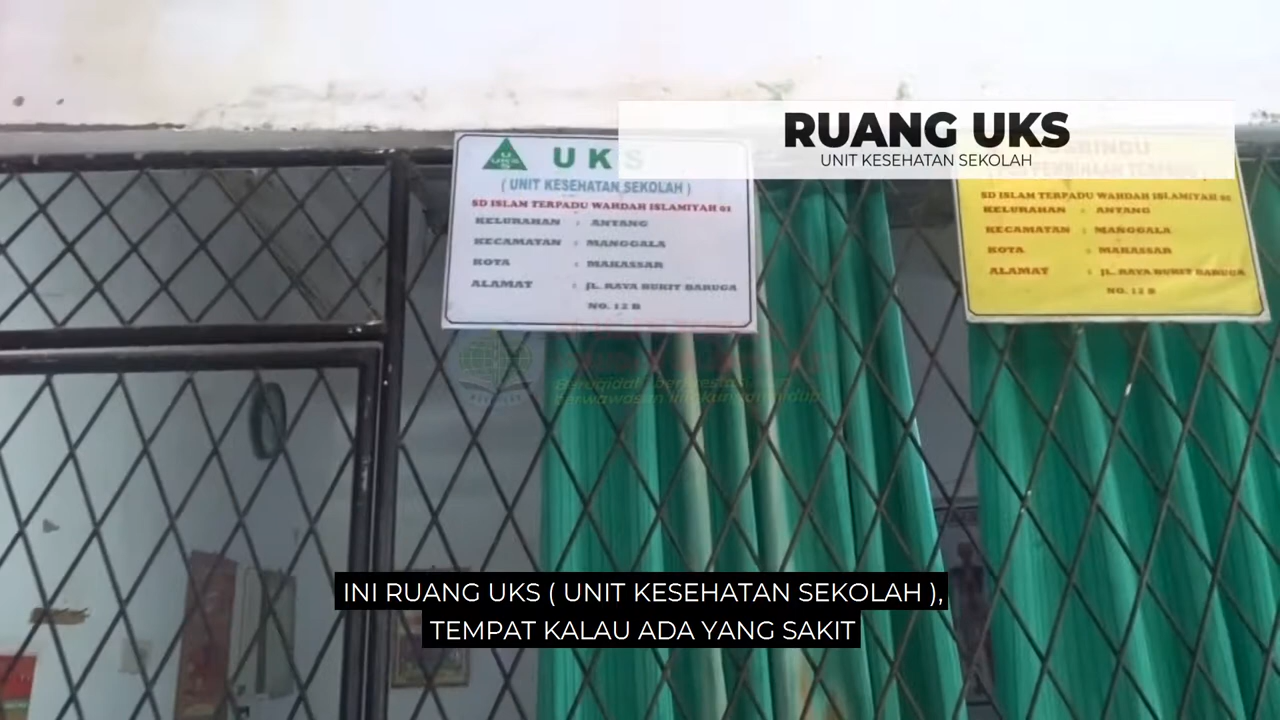 RUANG UKS
UNIT KESEHATAN SEKOLAH
U
UKS
S
UKS
( UNIT KESEHATAN SEKOLAH )
SD ISLAM TERPADU WAHDAH ISLAMIYAH 01
KELURAHAN : ANTANG
KECAMATAN : MANGGALA
KOTA : MAKASSAR
ALAMAT : JL. RAYA BUKIT BARUGA
NO. 12 B
SD ISLAM TERPADU WAHDAH ISLAMIYAH
KELURAHAN : ANTANG
KECAMATAN : MANGGALA
KOTA : MAKASSAR
ALAMAT : JL. RAYA BUKIT BARUGA
NO. 12 B
INI RUANG UKS ( UNIT KESEHATAN SEKOLAH ),
TEMPAT KALAU ADA YANG SAKIT